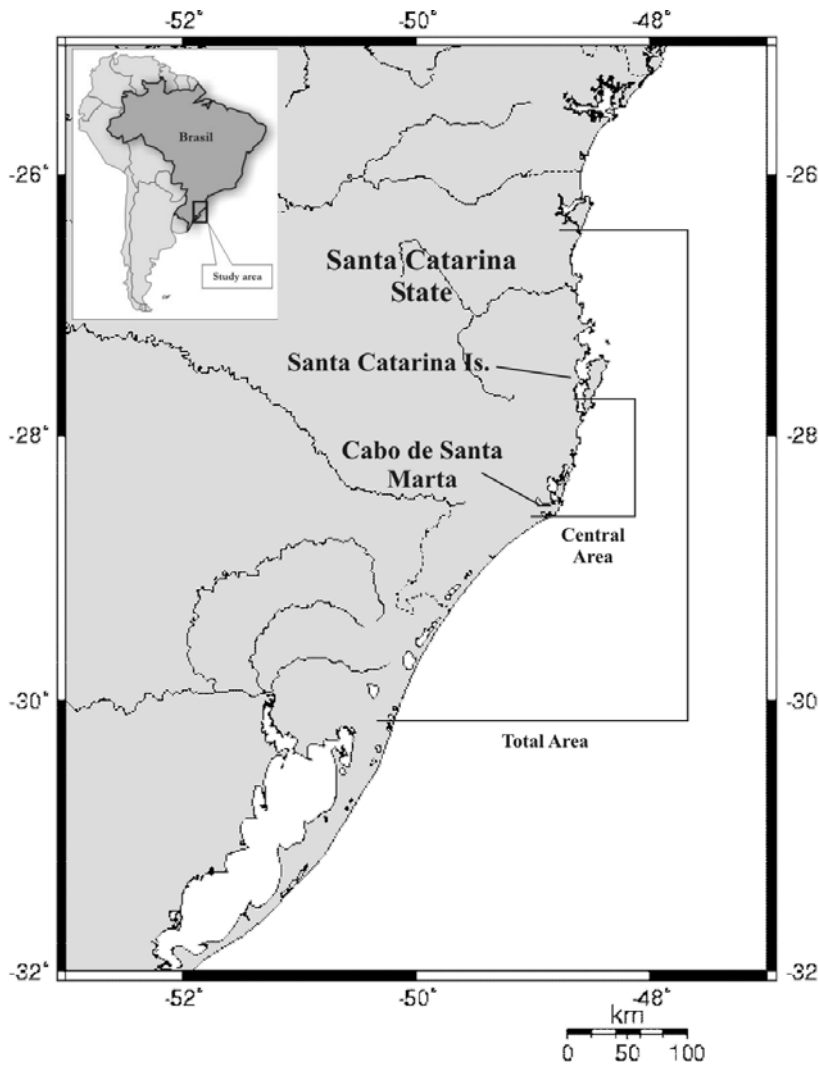 -52° -50° -48°
Brasil
Study area
-26° -26°
Santa Catarina
State
Santa Catarina Is.
-28° -28°
Cabo de Santa
Marta
Central
Area
-30° -30°
Total Area
-32° -32°
-52° -50° -48°
km
0 50 100